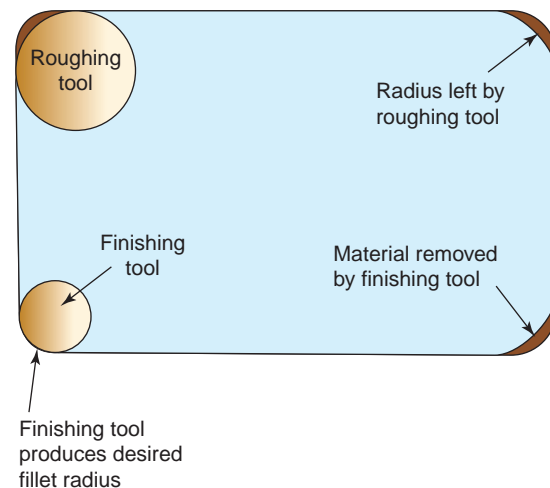 Roughing
tool
Radius left by
roughing tool
Finishing
tool
Material removed
by finishing tool
Finishing tool
produces desired
fillet radius